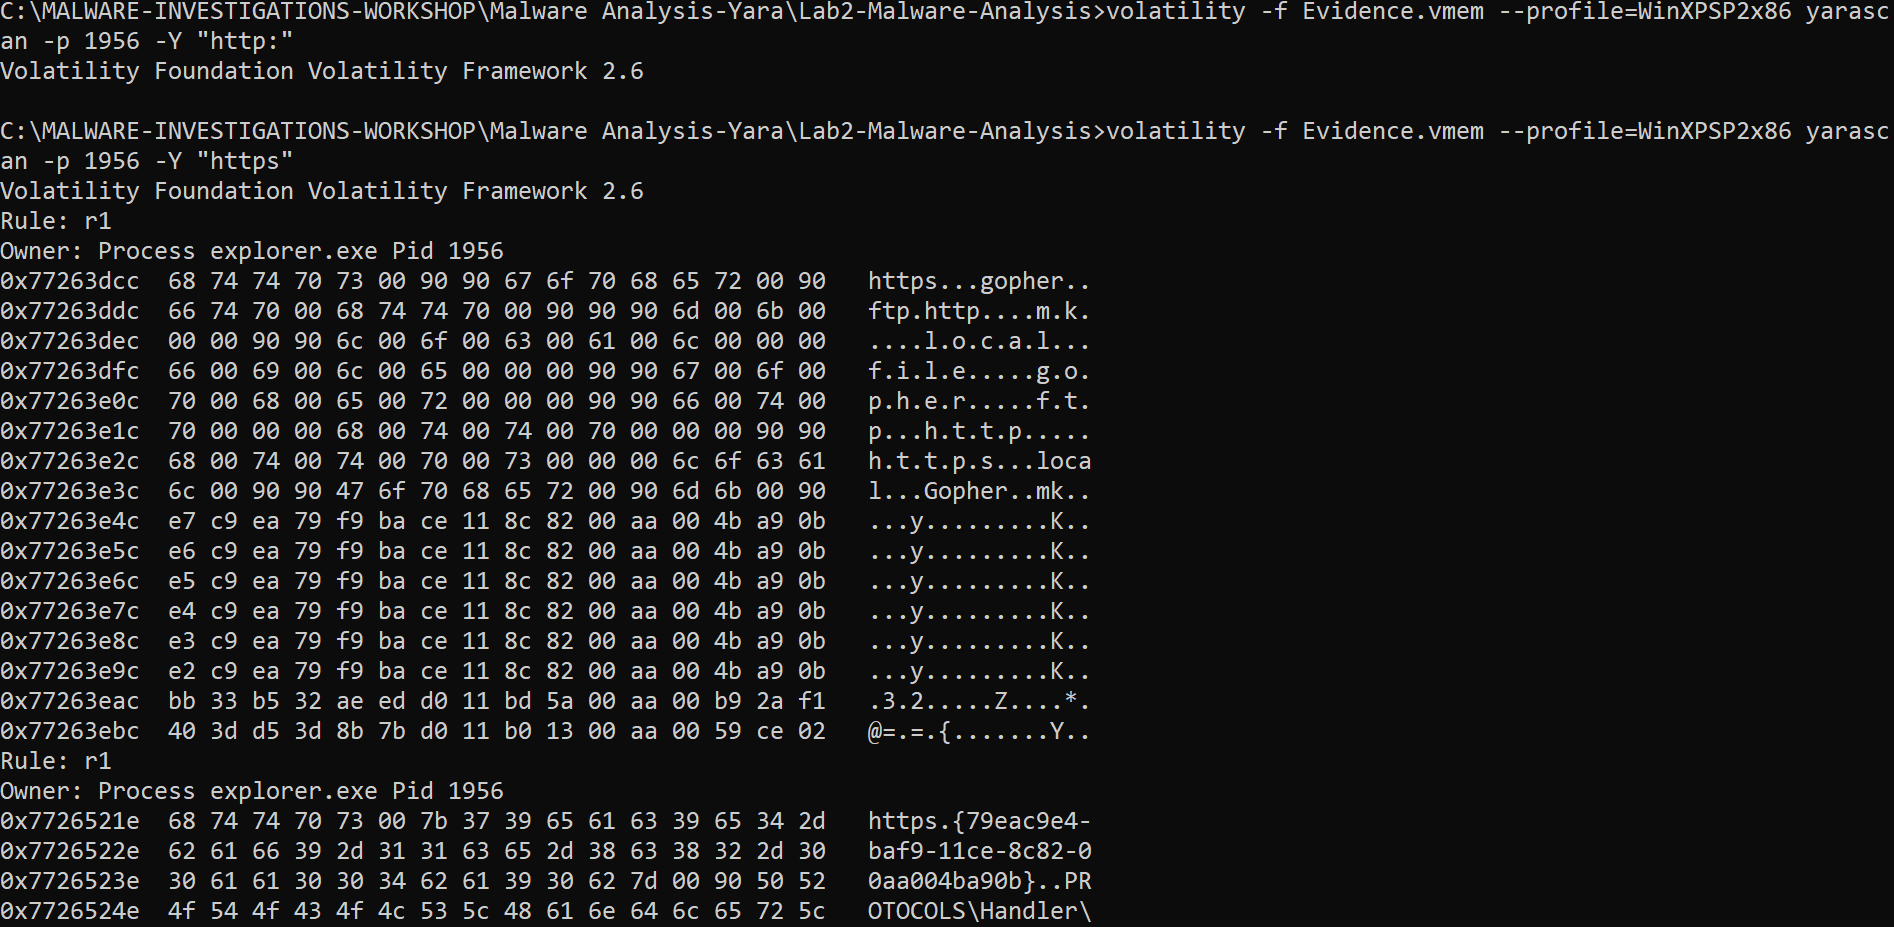 C:\MALWARE-INVESTIGATIONS-WORKSHOP\Malware Analysis-Yara\Lab2-Malware-Analysis>volatility -f Evidence.vmem --profile=WinXPSP2x86 yarasc
an -p 1956 -Y "http:"
Volatility Foundation Volatility Framework 2.6
C:\MALWARE-INVESTIGATIONS-WORKSHOP\Malware Analysis-Yara\Lab2-Malware-Analysis>volatility -f Evidence.vmem --profile=WinXPSP2x86 yarasc
an -p 1956 -Y "https"
Volatility Foundation Volatility Framework 2.6
Rule: r1
Owner: Process explorer.exe Pid 1956
0x77263dcc  68 74 74 70 73 00 90 90 67 6f 70 68 65 72 00 90   https...gopher..
0x77263ddc  66 74 70 00 68 74 74 70 00 90 90 90 6d 00 6b 00   ftp.http....m.k.
0x77263dec  00 00 90 90 6c 00 6f 00 63 00 61 00 6c 00 00 00   ....l.o.c.a.l...
0x77263dfc  66 00 69 00 6c 00 65 00 00 00 90 90 67 00 6f 00   f.i.l.e.....g.o.
0x77263e0c  70 00 68 00 65 00 72 00 00 00 90 90 66 00 74 00   p.h.e.r.....f.t.
0x77263e1c  70 00 00 00 68 00 74 00 74 00 70 00 00 00 90 90   p...h.t.t.p.....
0x77263e2c  68 00 74 00 74 00 70 00 73 00 00 00 6c 6f 63 61   h.t.t.p.s...loca
0x77263e3c  6c 00 90 90 47 6f 70 68 65 72 00 90 6d 6b 00 90   l...Gopher..mk..
0x77263e4c  e7 c9 ea 79 f9 ba ce 11 8c 82 00 aa 00 4b a9 0b   ...y.........K..
0x77263e5c  e6 c9 ea 79 f9 ba ce 11 8c 82 00 aa 00 4b a9 0b   ...y.........K..
0x77263e6c  e5 c9 ea 79 f9 ba ce 11 8c 82 00 aa 00 4b a9 0b   ...y.........K..
0x77263e7c  e4 c9 ea 79 f9 ba ce 11 8c 82 00 aa 00 4b a9 0b   ...y.........K..
0x77263e8c  e3 c9 ea 79 f9 ba ce 11 8c 82 00 aa 00 4b a9 0b   ...y.........K..
0x77263e9c  e2 c9 ea 79 f9 ba ce 11 8c 82 00 aa 00 4b a9 0b   ...y.........K..
0x77263eac  bb 33 b5 32 ae ed d0 11 bd 5a 00 aa 00 b9 2a f1   .3.2.....Z....*.
0x77263ebc  40 3d d5 3d 8b 7b d0 11 b0 13 00 aa 00 59 ce 02   @=.=.{.......Y..
Rule: r1
Owner: Process explorer.exe Pid 1956
0x7726521e  68 74 74 70 73 00 7b 37 39 65 61 63 39 65 34 2d   https.{79eac9e4-
0x7726522e  62 61 66 39 2d 31 31 63 65 2d 38 63 38 32 2d 30   baf9-11ce-8c82-0
0x7726523e  30 61 61 30 30 34 62 61 39 30 62 7d 00 90 50 52   0aa004ba90b}..PR
0x7726524e  4f 54 4f 43 4f 4c 53 5c 48 61 6e 64 6c 65 72 5c   OTOCOLS\Handler\